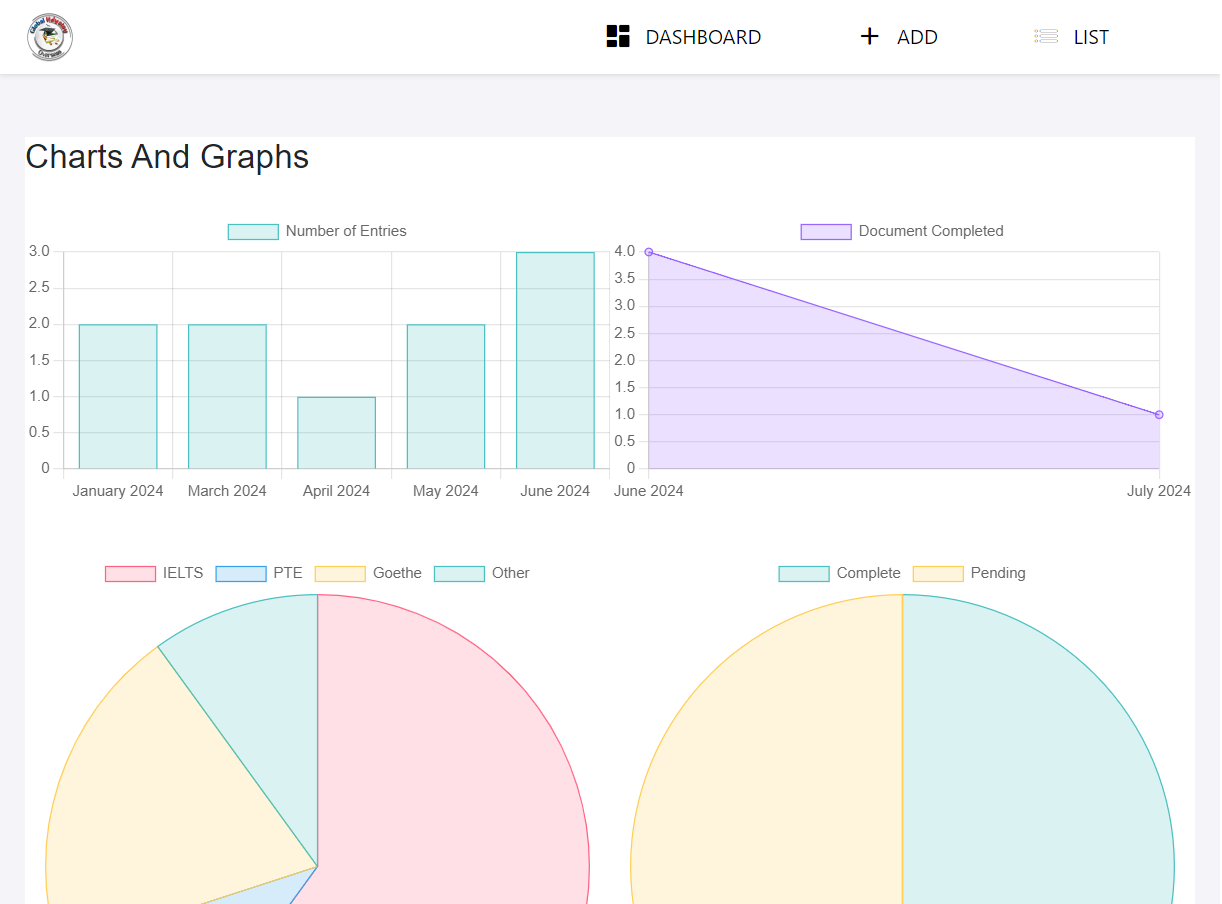 Global Rainbow
Overseas
DASHBOARD
ADD
LIST
Charts And Graphs
Number of Entries
3.0
2.5
2.0
1.5
1.0
0.5
0
January 2024 March 2024 April 2024 May 2024 June 2024
Document Completed
4.0
3.5
3.0
2.5
2.0
1.5
1.0
0.5
0
June 2024 July 2024
IELTS PTE Goethe Other
Complete Pending